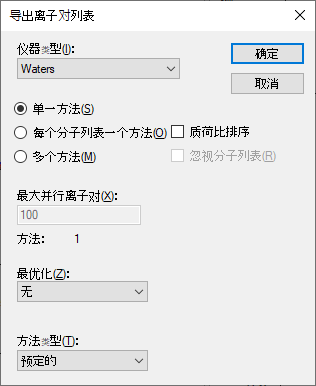 导出离子对列表
仪器类型(I):
Waters
确定
取消
单一方法(S)
每个分子列表一个方法(O)
质荷比排序
多个方法(M)
忽视分子列表(R)
最大并行离子对(X):
100
方法: 1
最优化(Z):
无
方法类型(T):
预定的